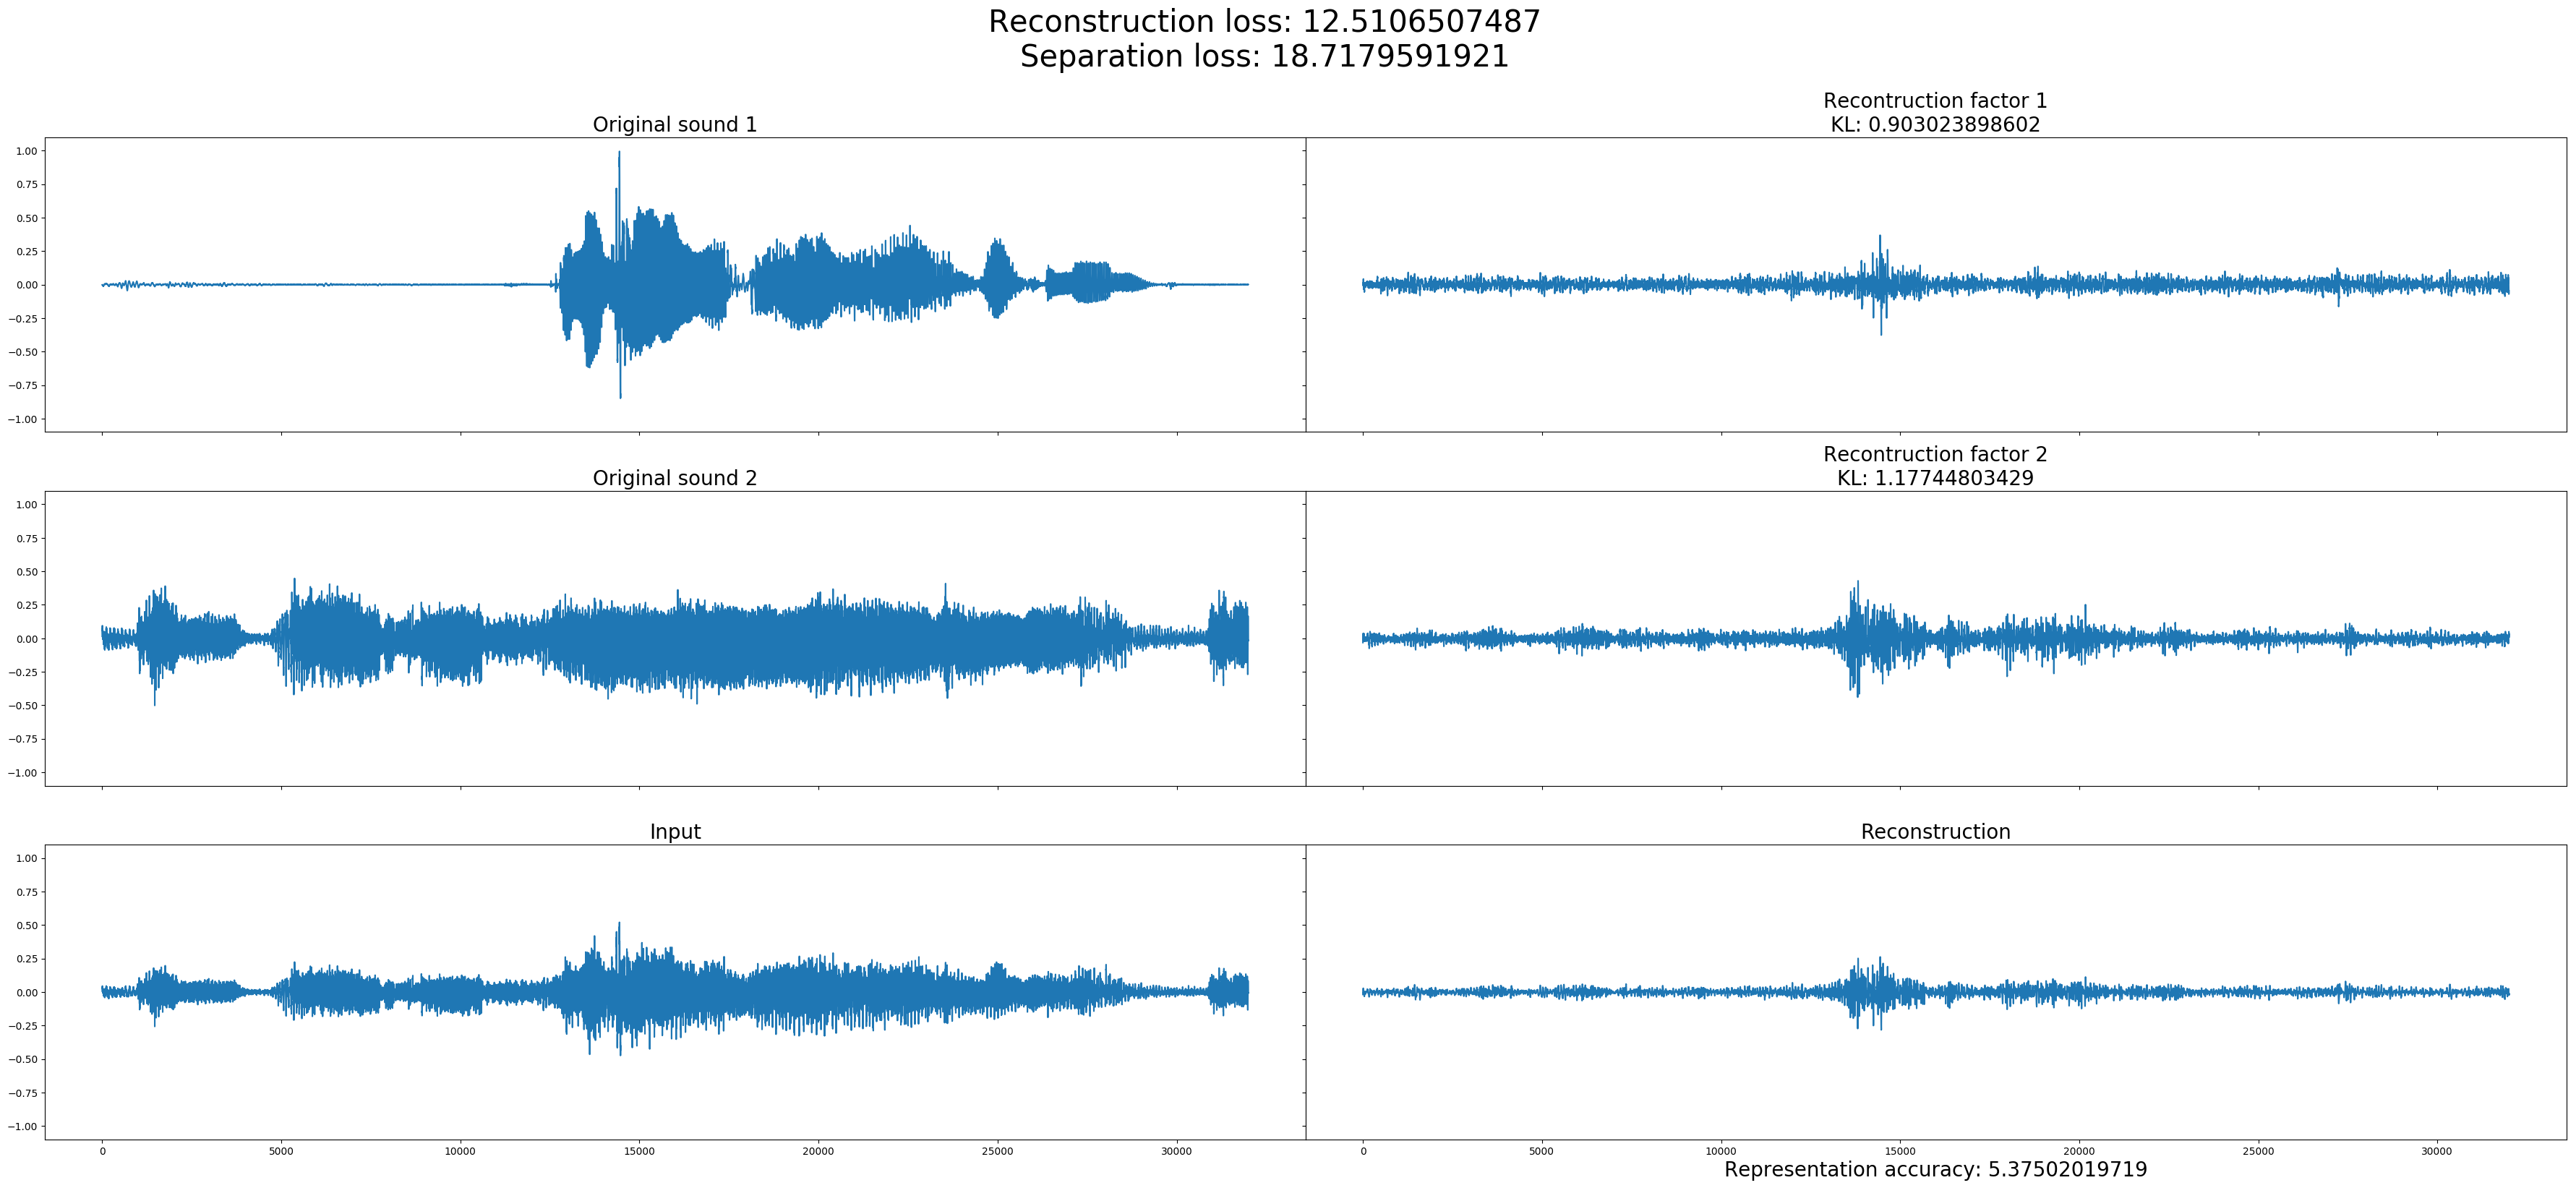 Reconstruction loss: 12.5106507487
Separation loss: 18.7179591921
Original sound 1
Recontruction factor 1
KL: 0.903023898602
1.00
0.75
0.50
0.25
0.00
−0.25
−0.50
−0.75
−1.00
Original sound 2
Recontruction factor 2
KL: 1.17744803429
1.00
0.75
0.50
0.25
0.00
−0.25
−0.50
−0.75
−1.00
Input
Reconstruction
1.00
0.75
0.50
0.25
0.00
−0.25
−0.50
−0.75
−1.00
0 5000 10000 15000 20000 25000 30000
0 5000 10000 15000 20000 25000 30000
Representation accuracy: 5.37502019719